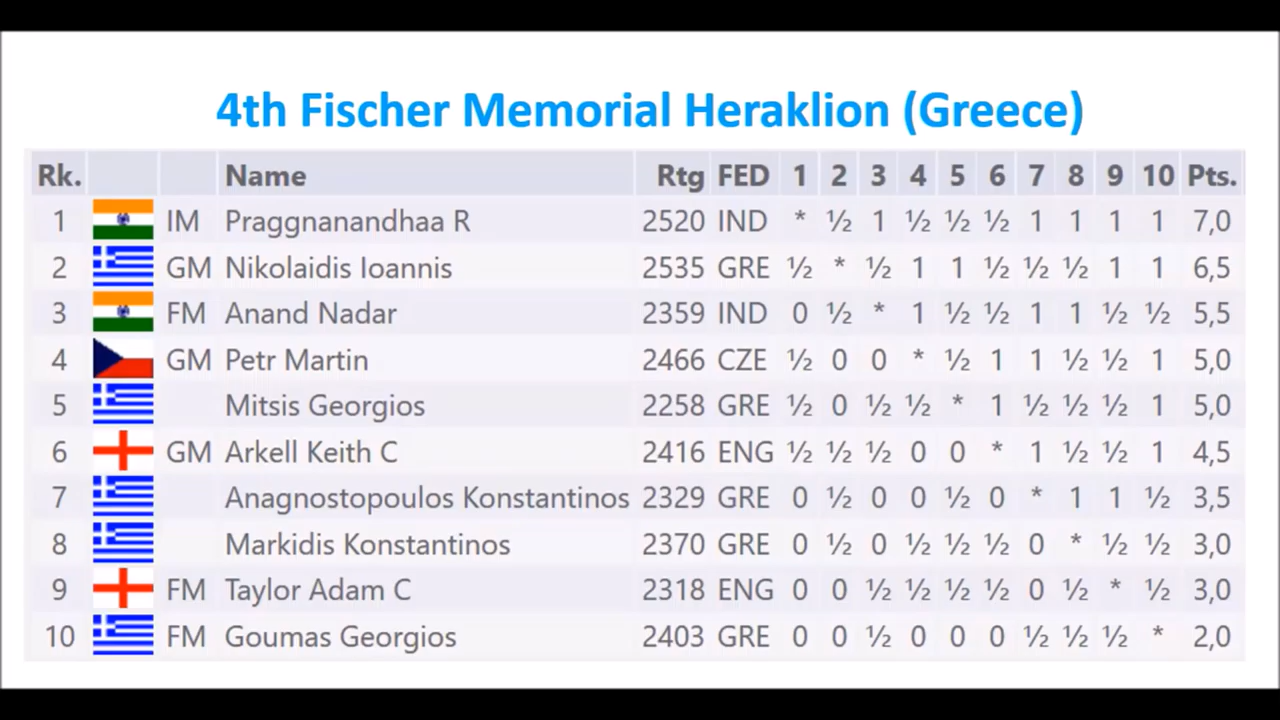 4th Fischer Memorial Heraklion (Greece)
Rk. Name Rtg FED 1 2 3 4 5 6 7 8 9 10 Pts.
1 IM Praggnanandhaa R 2520 IND * ½ 1 ½ ½ ½ 1 1 1 1 7,0
2 GM Nikolaidis Ioannis 2535 GRE ½ * ½ 1 1 ½ ½ ½ 1 1 6,5
3 FM Anand Nadar 2359 IND 0 ½ * 1 ½ ½ 1 1 ½ ½ 5,5
4 GM Petr Martin 2466 CZE ½ 0 0 * ½ 1 1 ½ ½ 1 5,0
5 Mitsis Georgios 2258 GRE ½ 0 ½ ½ * 1 ½ ½ ½ 1 5,0
6 GM Arkell Keith C 2416 ENG ½ ½ ½ 0 0 * 1 ½ ½ 1 4,5
7 Anagnostopoulos Konstantinos 2329 GRE 0 ½ 0 0 ½ 0 * 1 1 ½ 3,5
8 Markidis Konstantinos 2370 GRE 0 ½ 0 ½ ½ ½ 0 * ½ ½ 3,0
9 FM Taylor Adam C 2318 ENG 0 0 ½ ½ ½ ½ 0 ½ * ½ 3,0
10 FM Goumas Georgios 2403 GRE 0 0 ½ 0 0 0 ½ ½ ½ * 2,0